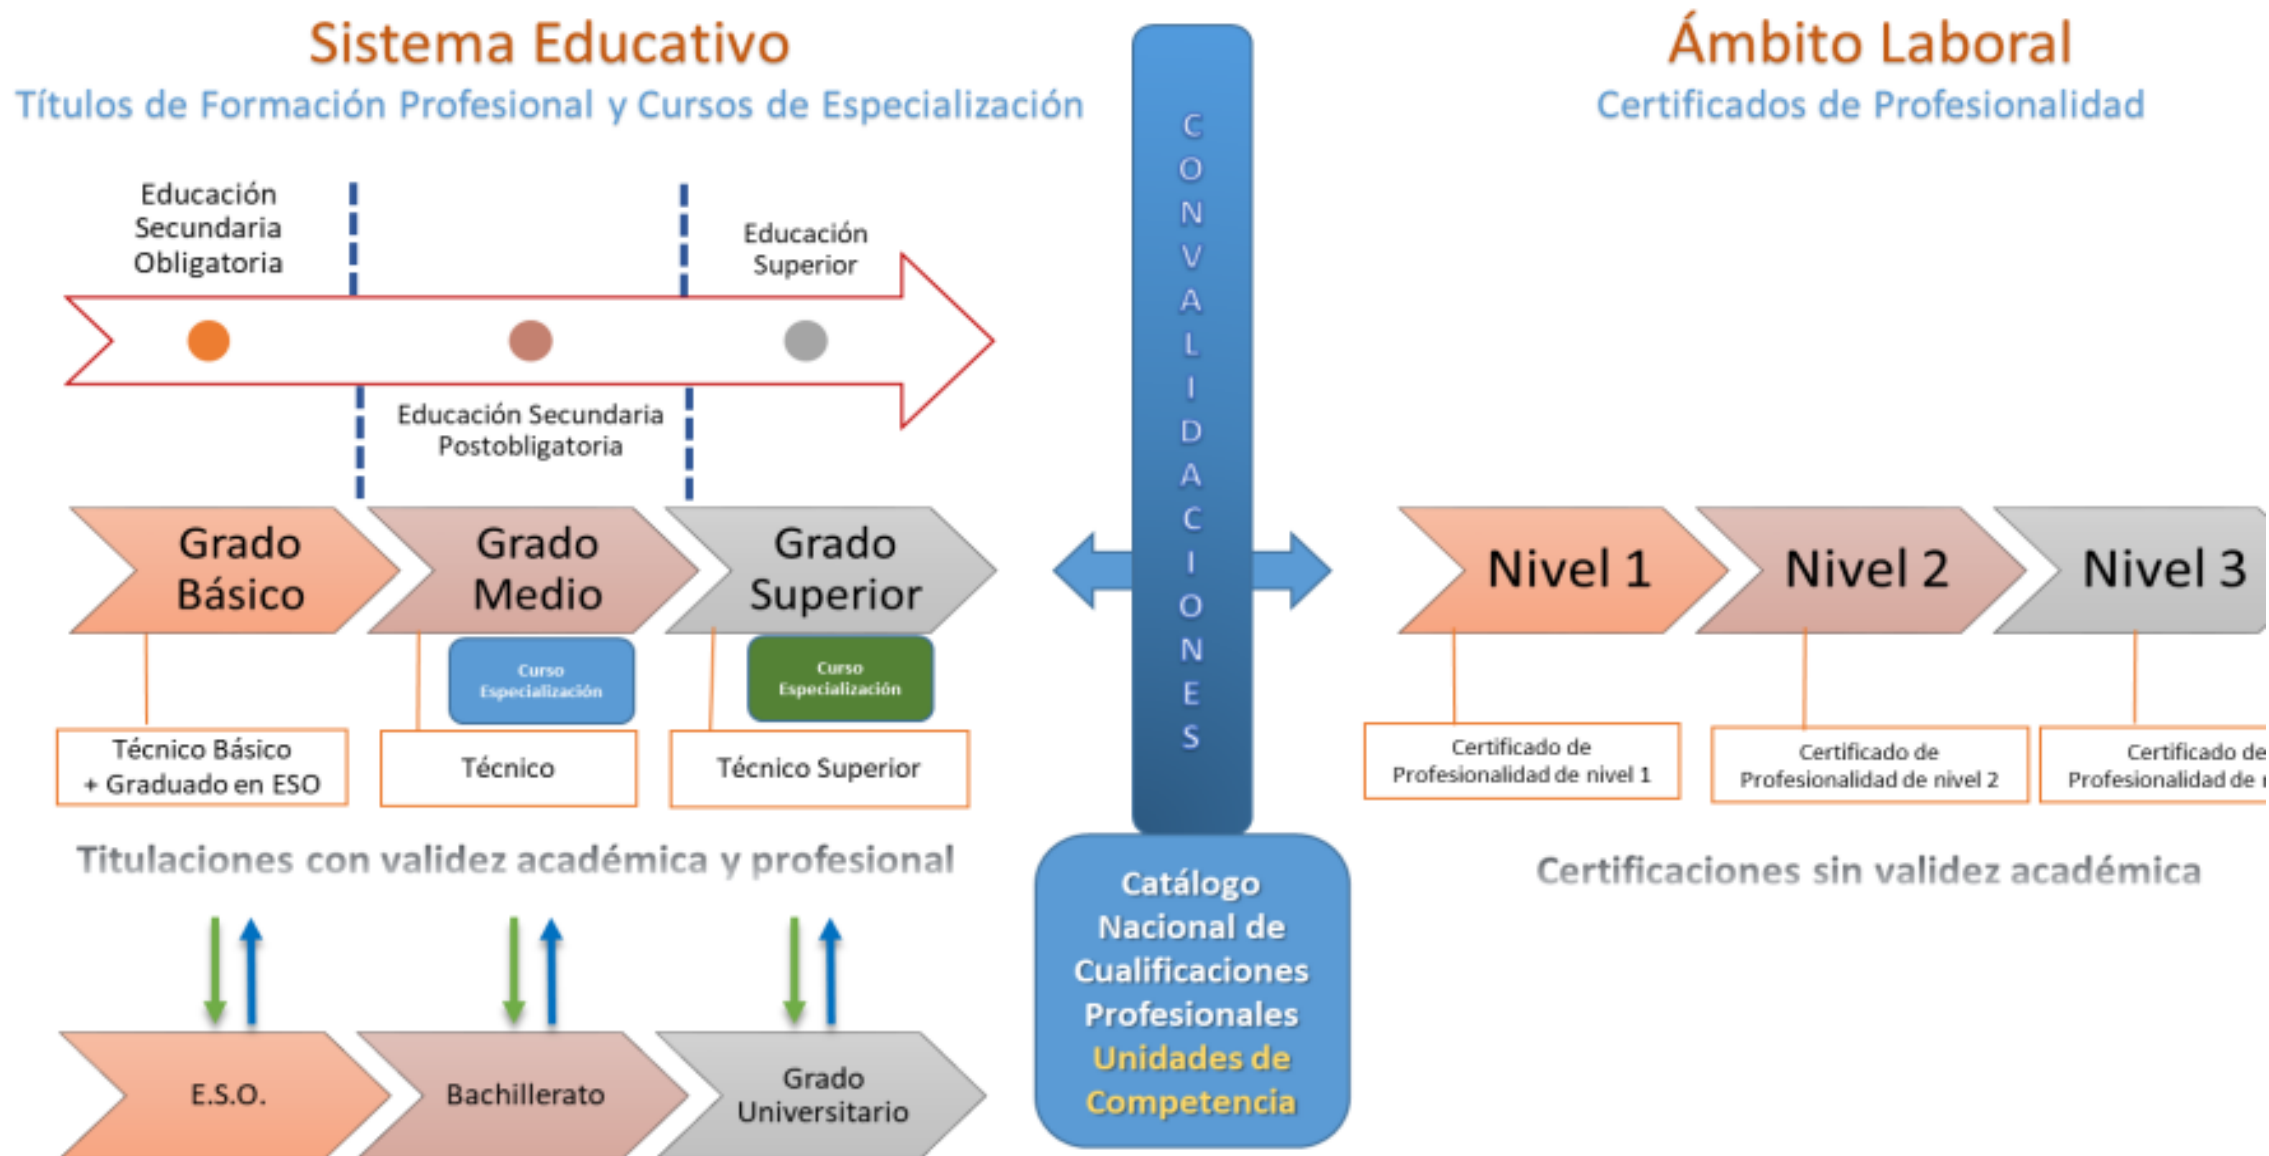 Sistema Educativo
Títulos de Formación Profesional y Cursos de Especialización
Educación
Secundaria
Obligatoria
Educación
Superior
Educación Secundaria
Postobligatoria
Grado
Básico
Grado
Medio
Grado
Superior
Curso
Especialización
Curso
Especialización
Técnico Básico
+ Graduado en ESO
Técnico
Técnico Superior
Titulaciones con validez académica y profesional
E.S.O.
Bachillerato
Grado
Universitario
CONVALIDACIONES
Catálogo
Nacional de
Cualificaciones
Profesionales
Unidades de
Competencia
Ámbito Laboral
Certificados de Profesionalidad
Nivel 1
Nivel 2
Nivel 3
Certificado de
Profesionalidad de nivel 1
Certificado de
Profesionalidad de nivel 2
Certificado de
Profesionalidad de
Certificaciones sin validez académica